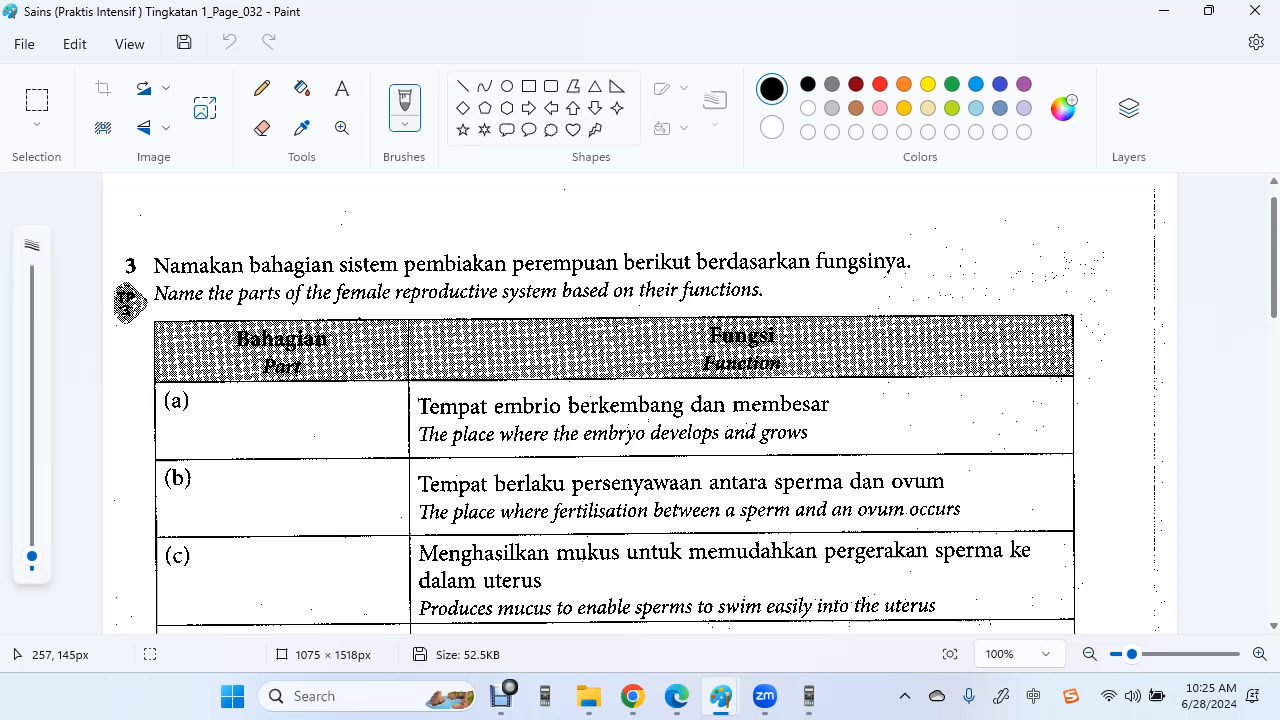 Sains (Praktis Intensif ) Tingkatan 1_Page_032 - Paint
File Edit View
Selection Image Tools Brushes Shapes Colors Layers
3 Namakan bahagian sistem pembiakan perempuan berikut berdasarkan fungsinya.
Name the parts of the female reproductive system based on their functions.
Bahagian Fungsi
Part Function
(a) Tempat embrio berkembang dan membesar
The place where the embryo develops and grows
(b) Tempat berlaku persenyawaan antara sperma dan ovum
The place where fertilisation between a sperm and an ovum occurs
(c) Menghasilkan mukus untuk memudahkan pergerakan sperma ke
dalam uterus
Produces mucus to enable sperms to swim easily into the uterus
257, 145px 1075 × 1518px Size: 52.5KB 100%
Search zm 中 S 10:25 AM
6/28/2024